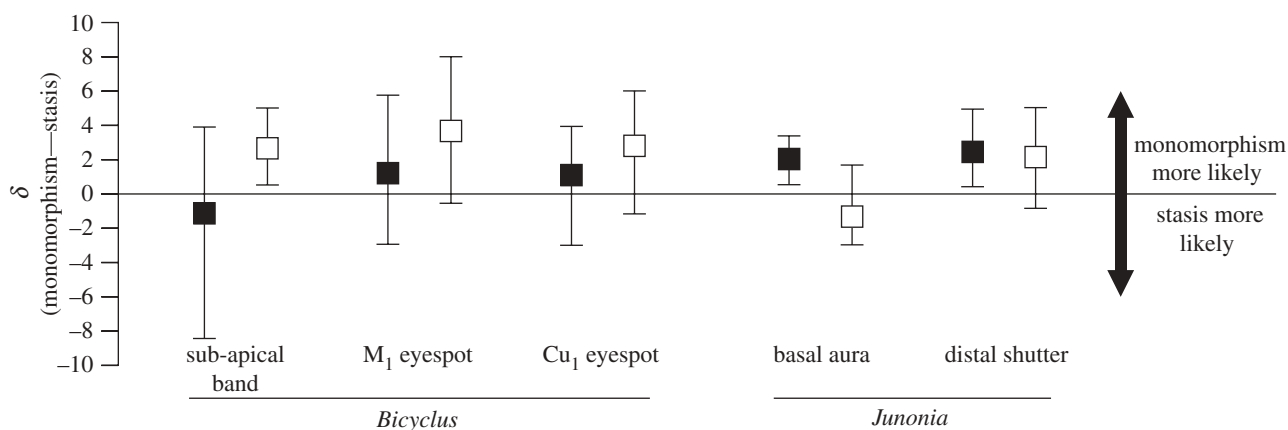 10
8
6
4
2
0
–2
–4
–6
–8
–10
δ
(monomorphism—stasis)
monomorphism
more likely
stasis more
likely
sub-apical
band
M1 eyespot
Cu1 eyespot
basal aura
distal shutter
Bicyclus
Junonia